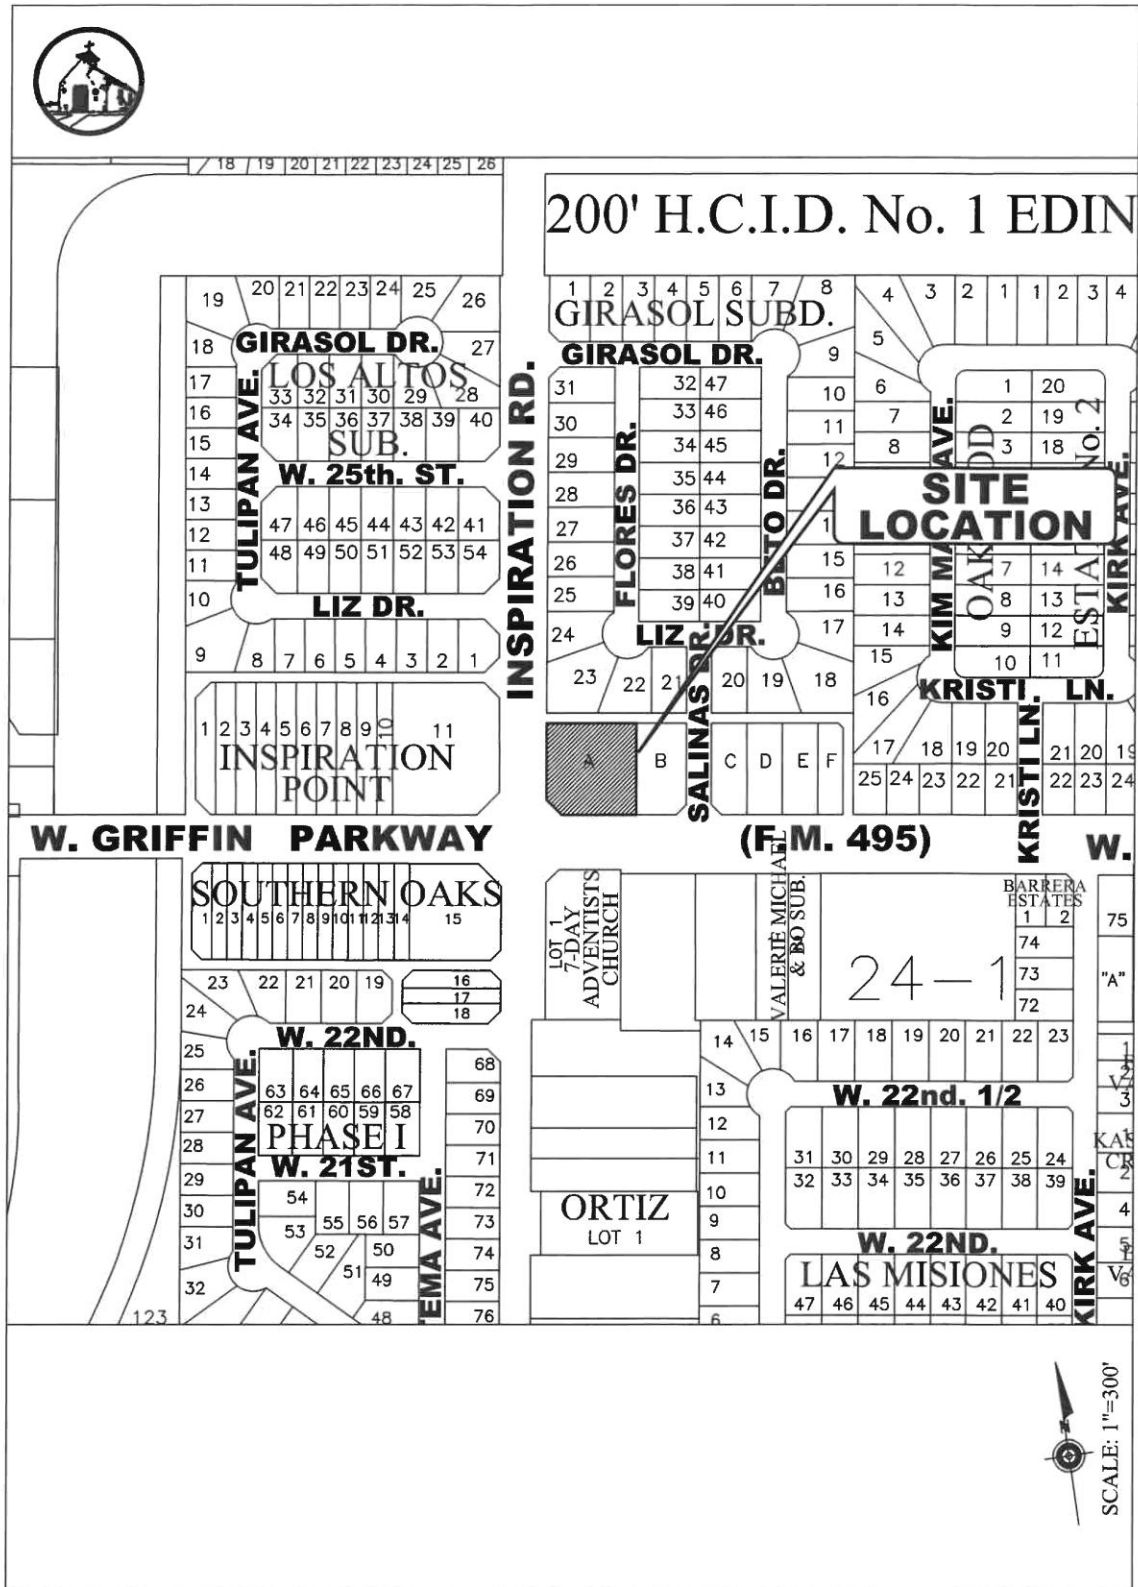 18 19 20 21 22 23 24 25 26
200' H.C.I.D. No. 1 EDIN
19 20 21 22 23 24 25 26
1 2 3 4 5 6 7 8
4 3 2 1 1 2 3 4
GIRASOL SUBD.
18 GIRASOL DR. 27
GIRASOL DR.
9
5
TULIPAN AVE.
17 16 15 14 13 12 11 10 9
LOS ALTOS
33 32 31 30 29 28
34 35 36 37 38 39 40
SUB.
W. 25th. ST.
47 46 45 44 43 42 41
48 49 50 51 52 53 54
LIZ DR.
8 7 6 5 4 3 2 1
INSPIRATION RD.
31 30 29 28 27 26 25 24
FLORES DR.
32 47
33 46
34 45
35 44
36 43
37 42
38 41
39 40
BETO DR.
10 11 12
15 16 17
6 7 8
12 13 14 15 16
SITE
LOCATION
1 20
2 19
3 18
7 14
8 13
9 12
10 11
No. 2
KIRK AVE.
LIZ DR.
23 22 21 20 19 18
KRISTI LN.
KRISTI LN.
17 18 19 20
21 20 19
25 24 23 22 21
22 23 24
1 2 3 4 5 6 7 8 9 10 11
INSPIRATION
POINT
A B
SALINAS DR.
C D E F
W. GRIFFIN PARKWAY (F.M. 495) W.
SOUTHERN OAKS
1 2 3 4 5 6 7 8 9 10 11 12 13 14 15
LOT 1
7-DAY
ADVENTISTS
CHURCH
VALERIE MICHAEL
& BO SUB.
24-1
BARRERA
ESTATES
1 2
74
73
72
75
"A"
23 22 21 20 19
16
17
18
24
W. 22ND.
25 26 27 28 29 30 31 32
TULIPAN AVE.
63 64 65 66 67
62 61 60 59 58
PHASE I
W. 21ST.
54
53 55 56 57
52 50
51 49
48
TEMA AVE.
68 69 70 71 72 73 74 75 76
123
ORTIZ
LOT 1
14 15 16 17 18 19 20 21 22 23
13 12 11 10 9 8 7 6
W. 22nd. 1/2
31 30 29 28 27 26 25 24
32 33 34 35 36 37 38 39
W. 22ND.
LAS MISIONES
47 46 45 44 43 42 41 40
KIRK AVE.
3
4
N
SCALE: 1"=300'